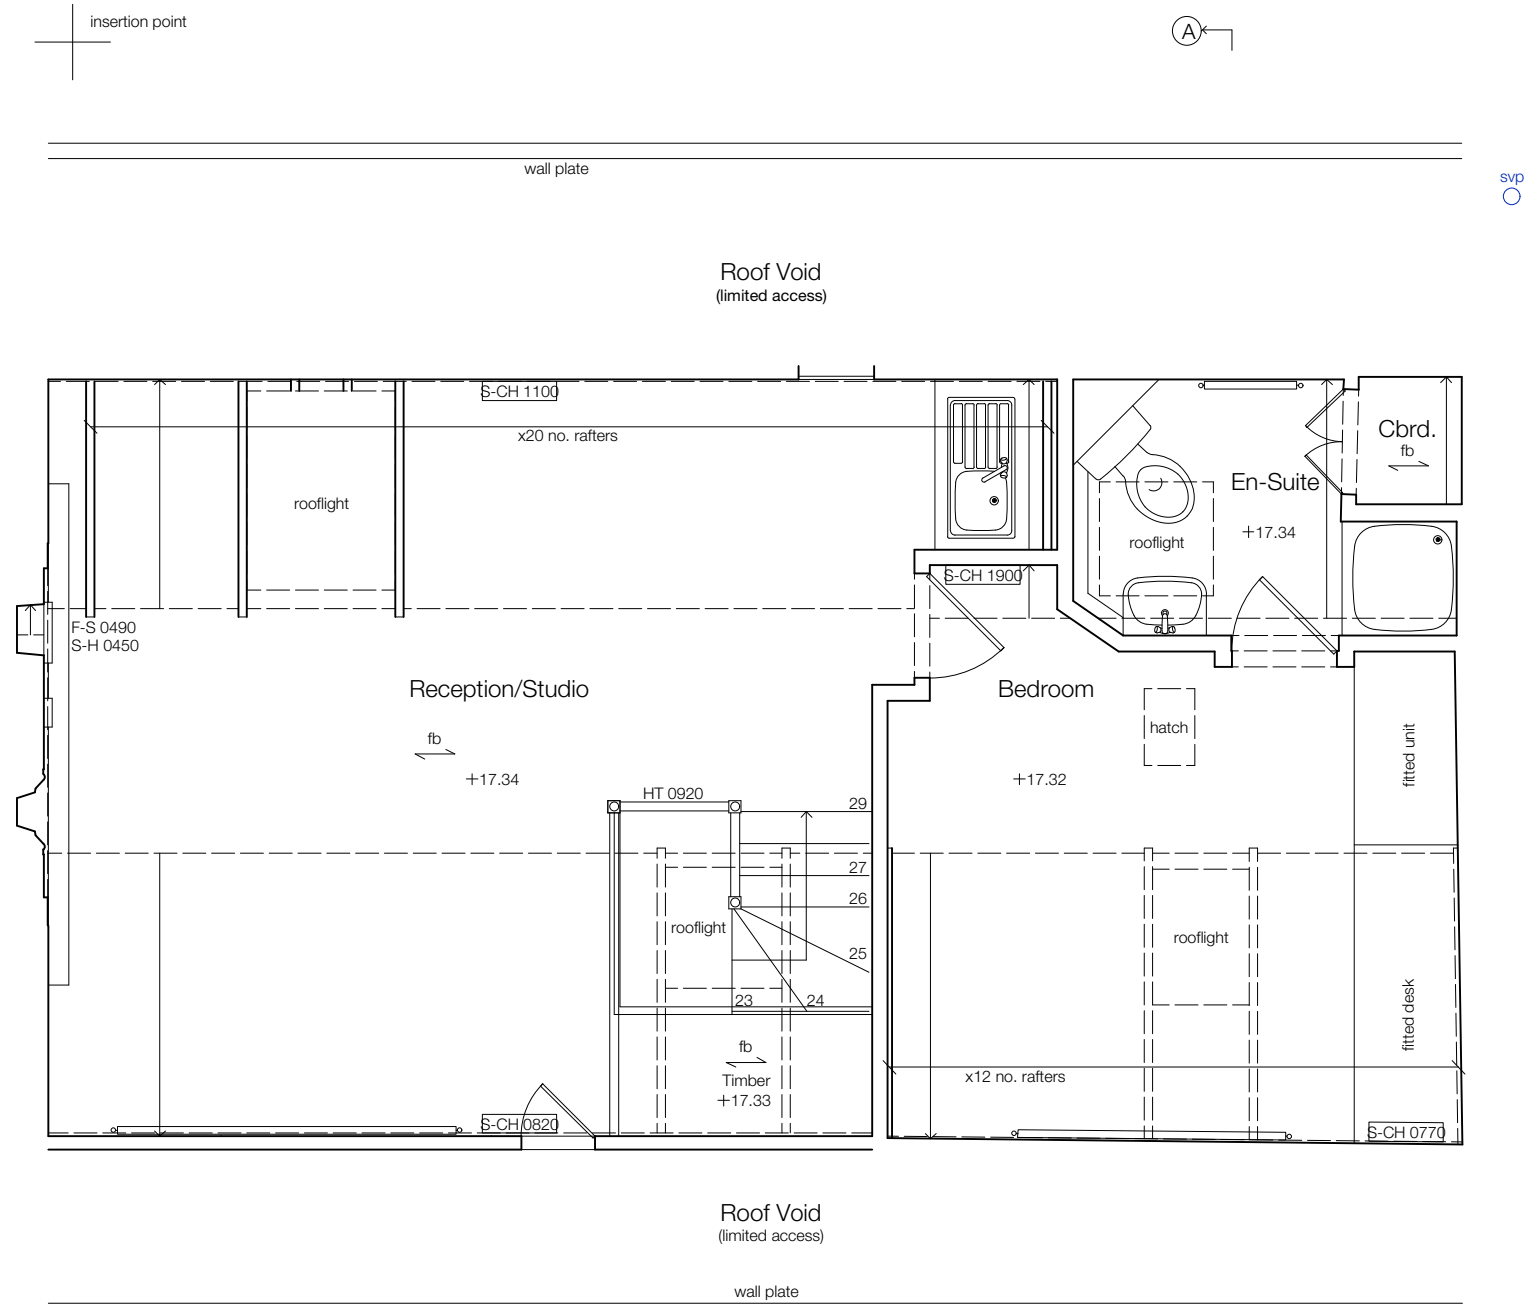 insertion point
A
wall plate
svp
Roof Void
(limited access)
S-CH 1100
x20 no. rafters
Cbrd.
fb
En-Suite
rooflight
+17.34
rooflight
S-CH 1900
F-S 0490
S-H 0450
Reception/Studio
Bedroom
hatch
fitted unit
fb
+17.34
+17.32
HT 0920
29
27
26
rooflight
25
rooflight
23
24
fitted desk
fb
Timber
+17.33
x12 no. rafters
S-CH 0820
S-CH 0770
Roof Void
(limited access)
wall plate